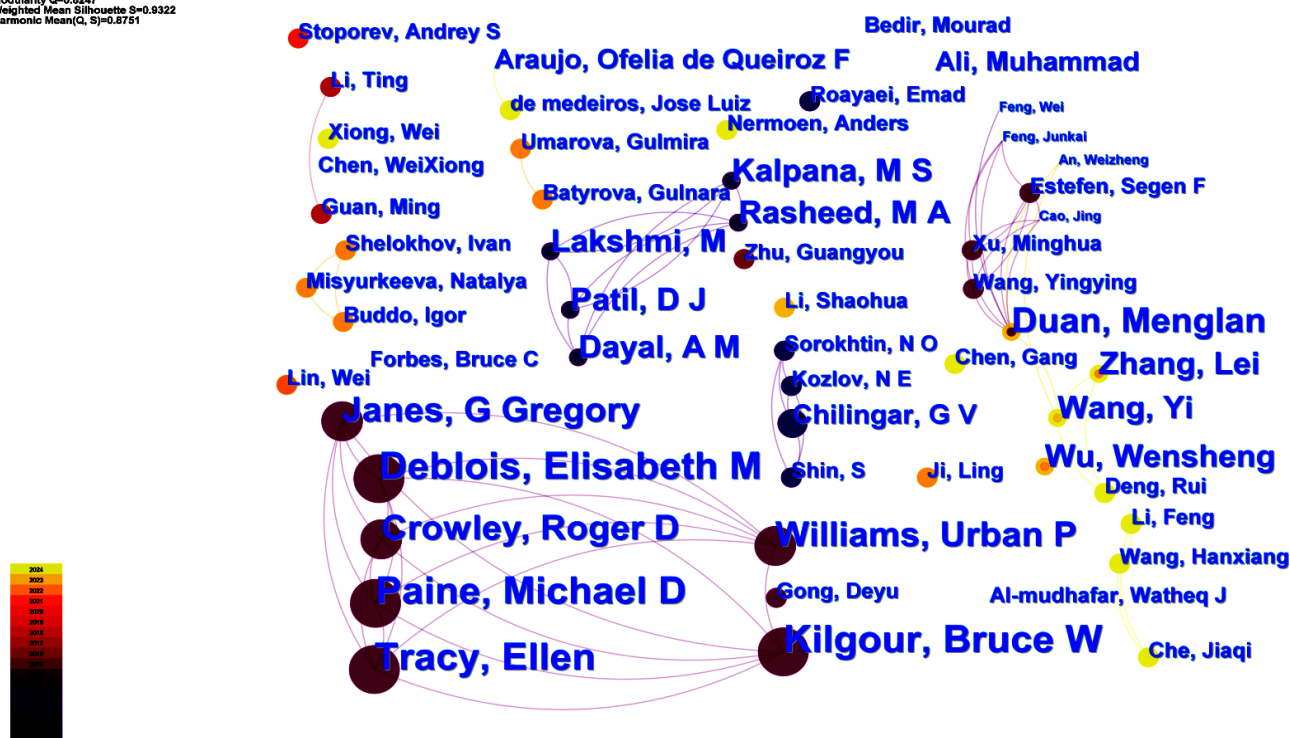 Weighted Mean Silhouette S=0.9322
Harmonic Mean(Q, S)=0.8751
Stoporev, Andrey S
Bedir, Mourad
Araujo, Ofelia de Queiroz F
Ali, Muhammad
Li, Ting
Roayaei, Emad
de medeiros, Jose Luiz
Feng, Wei
Nermoen, Anders
Xiong, Wei
Feng, Junkai
Umarova, Gulmira
An, Weizheng
Chen, WeiXiong
Kalpana, M S
Estefen, Segen F
Batyrova, Gulnara
Guan, Ming
Rasheed, M A
Cao, Jing
Shelokhov, Ivan
Lakshmi, M
Xu, Minghua
Zhu, Guangyou
Misyurkeeva, Natalya
Wang, Yingying
Patil, D J
Li, Shaohua
Buddo, Igor
Duan, Menglan
Dayal, A M
Sorokhtin, N O
Forbes, Bruce C
Chen, Gang
Zhang, Lei
Lin, Wei
Kozlov, N E
Janes, G Gregory
Chilingar, G V
Wang, Yi
Deblois, Elisabeth M
Shin, S
Ji, Ling
Wu, Wensheng
Deng, Rui
Li, Feng
Crowley, Roger D
Williams, Urban P
Wang, Hanxiang
Paine, Michael D
Gong, Deyu
Al-mudhafar, Watheq J
Kilgour, Bruce W
Che, Jiaqi
Tracy, Ellen
2024
2023
2022
2021